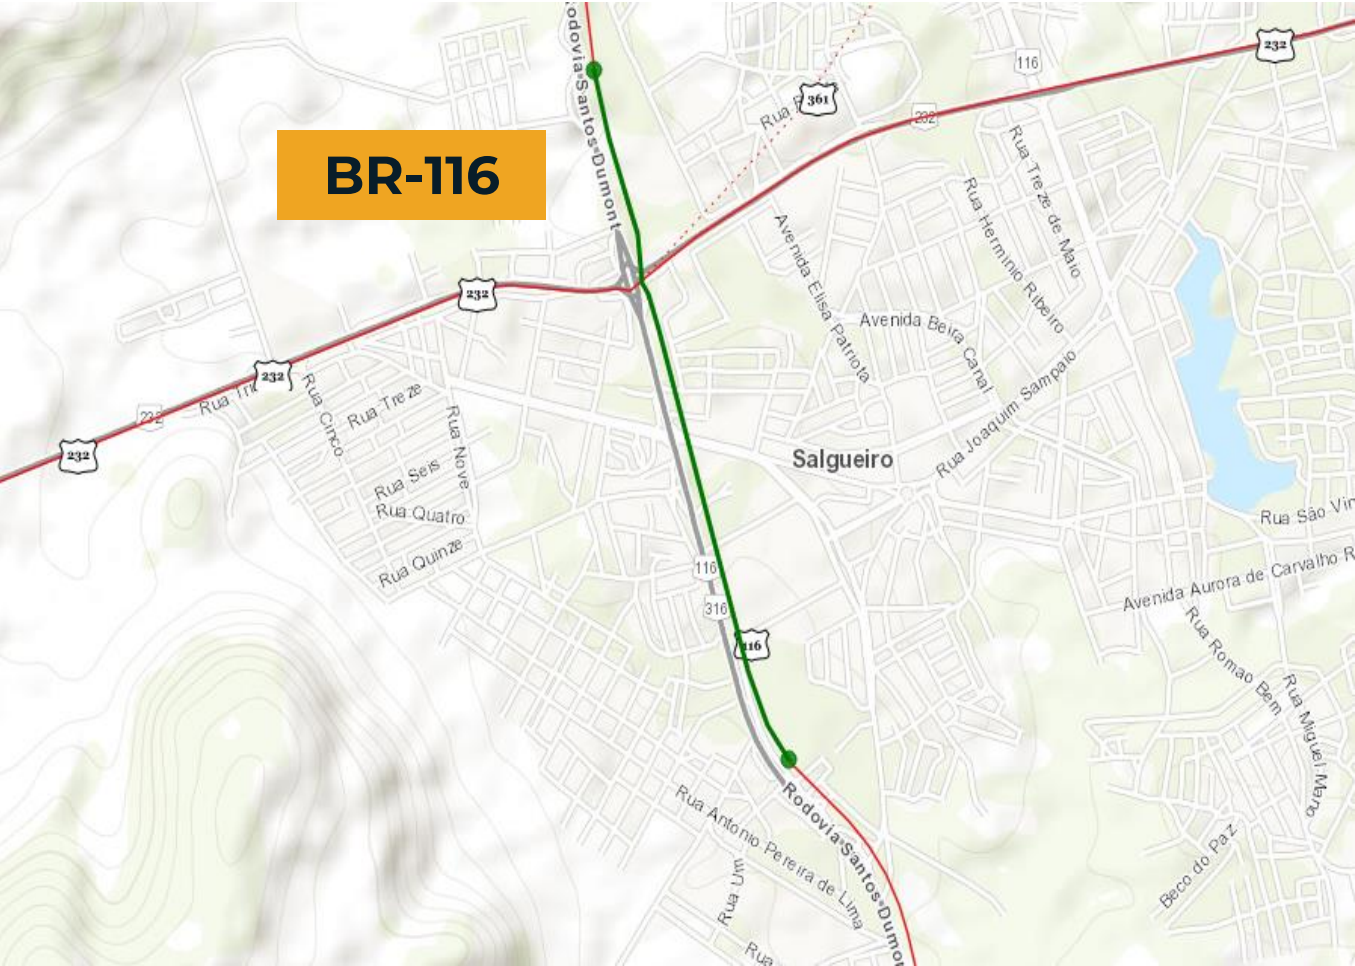 Rodovia Santos Dumont
232
116
361
Rua
232
BR-116
Rua Treze de Maio
Rua Herminio Ribeiro
Avenida Elisa Patriota
232
Avenida Beira Canal
232
Rua
Rua Cinco
Rua Treze
Rua Joaquim Sampaio
232
232
Rua Nove
Salgueiro
Rua Seis
Rua Quatro
Rua São
Rua Quinze
116
316
Avenida Aurora de Carvalho
116
Rua Romao Bem
Rua Miguel Mano
Rodovia Santos
Rua Antonio Pereira de Lima
Beco do Paz
Rua Um
Rua